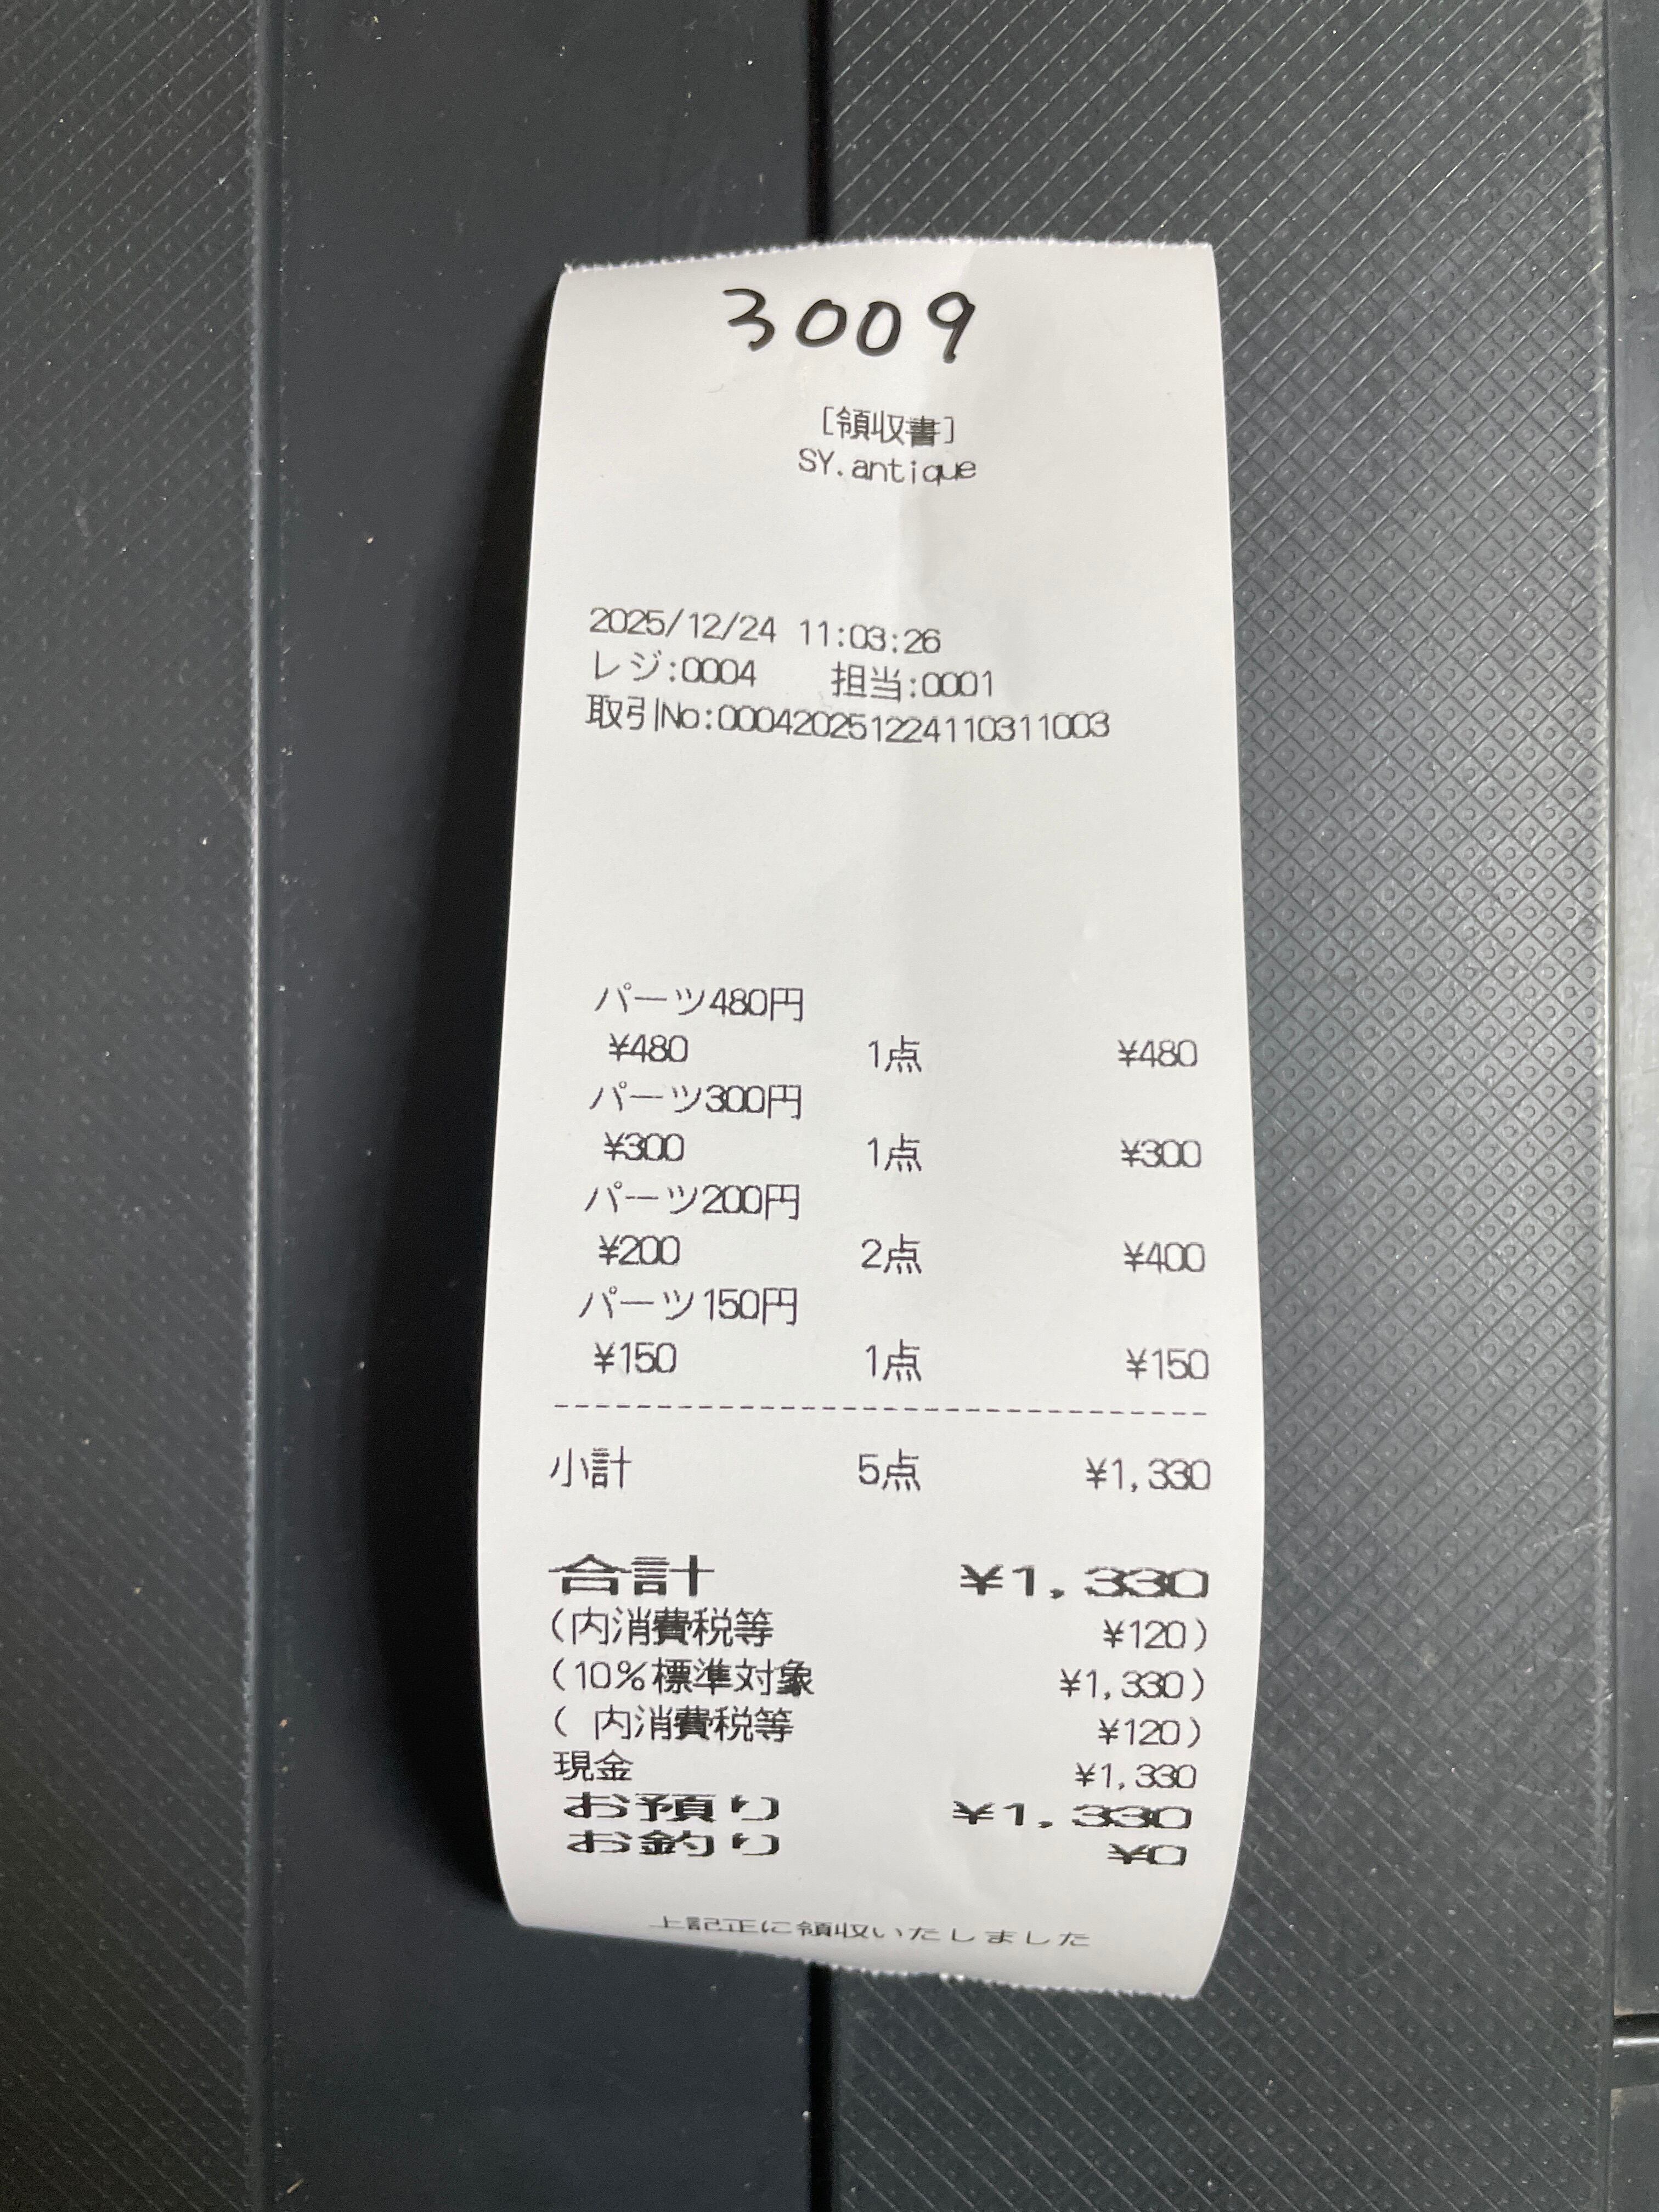 3009
[領収書]
SY.antique
2025/12/24 11:03:26
レジ:0004 担当:0001
取引No:000420251224110311003
パーツ480円
¥480 1点 ¥480
パーツ300円
¥300 1点 ¥300
パーツ200円
¥200 2点 ¥400
パーツ150円
¥150 1点 ¥150
小計 5点 ¥1,330
合計 ¥1,330
(内消費税等 ¥120)
(10%標準対象 ¥1,330)
( 内消費税等 ¥120)
現金 ¥1,330
お預り ¥1,330
お釣り ¥0
上記正に領収いたしました